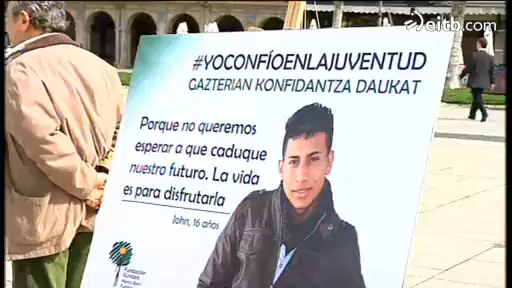 eitb.com
#YOCONFÍOENLAJUVENTUD
GAZTERIAN KONFIDANTZA DAUKAT
Porque no queremos
esperar a que caduque
nuestro futuro. La vida
es para disfrutarla
John, 16 años
Fundación